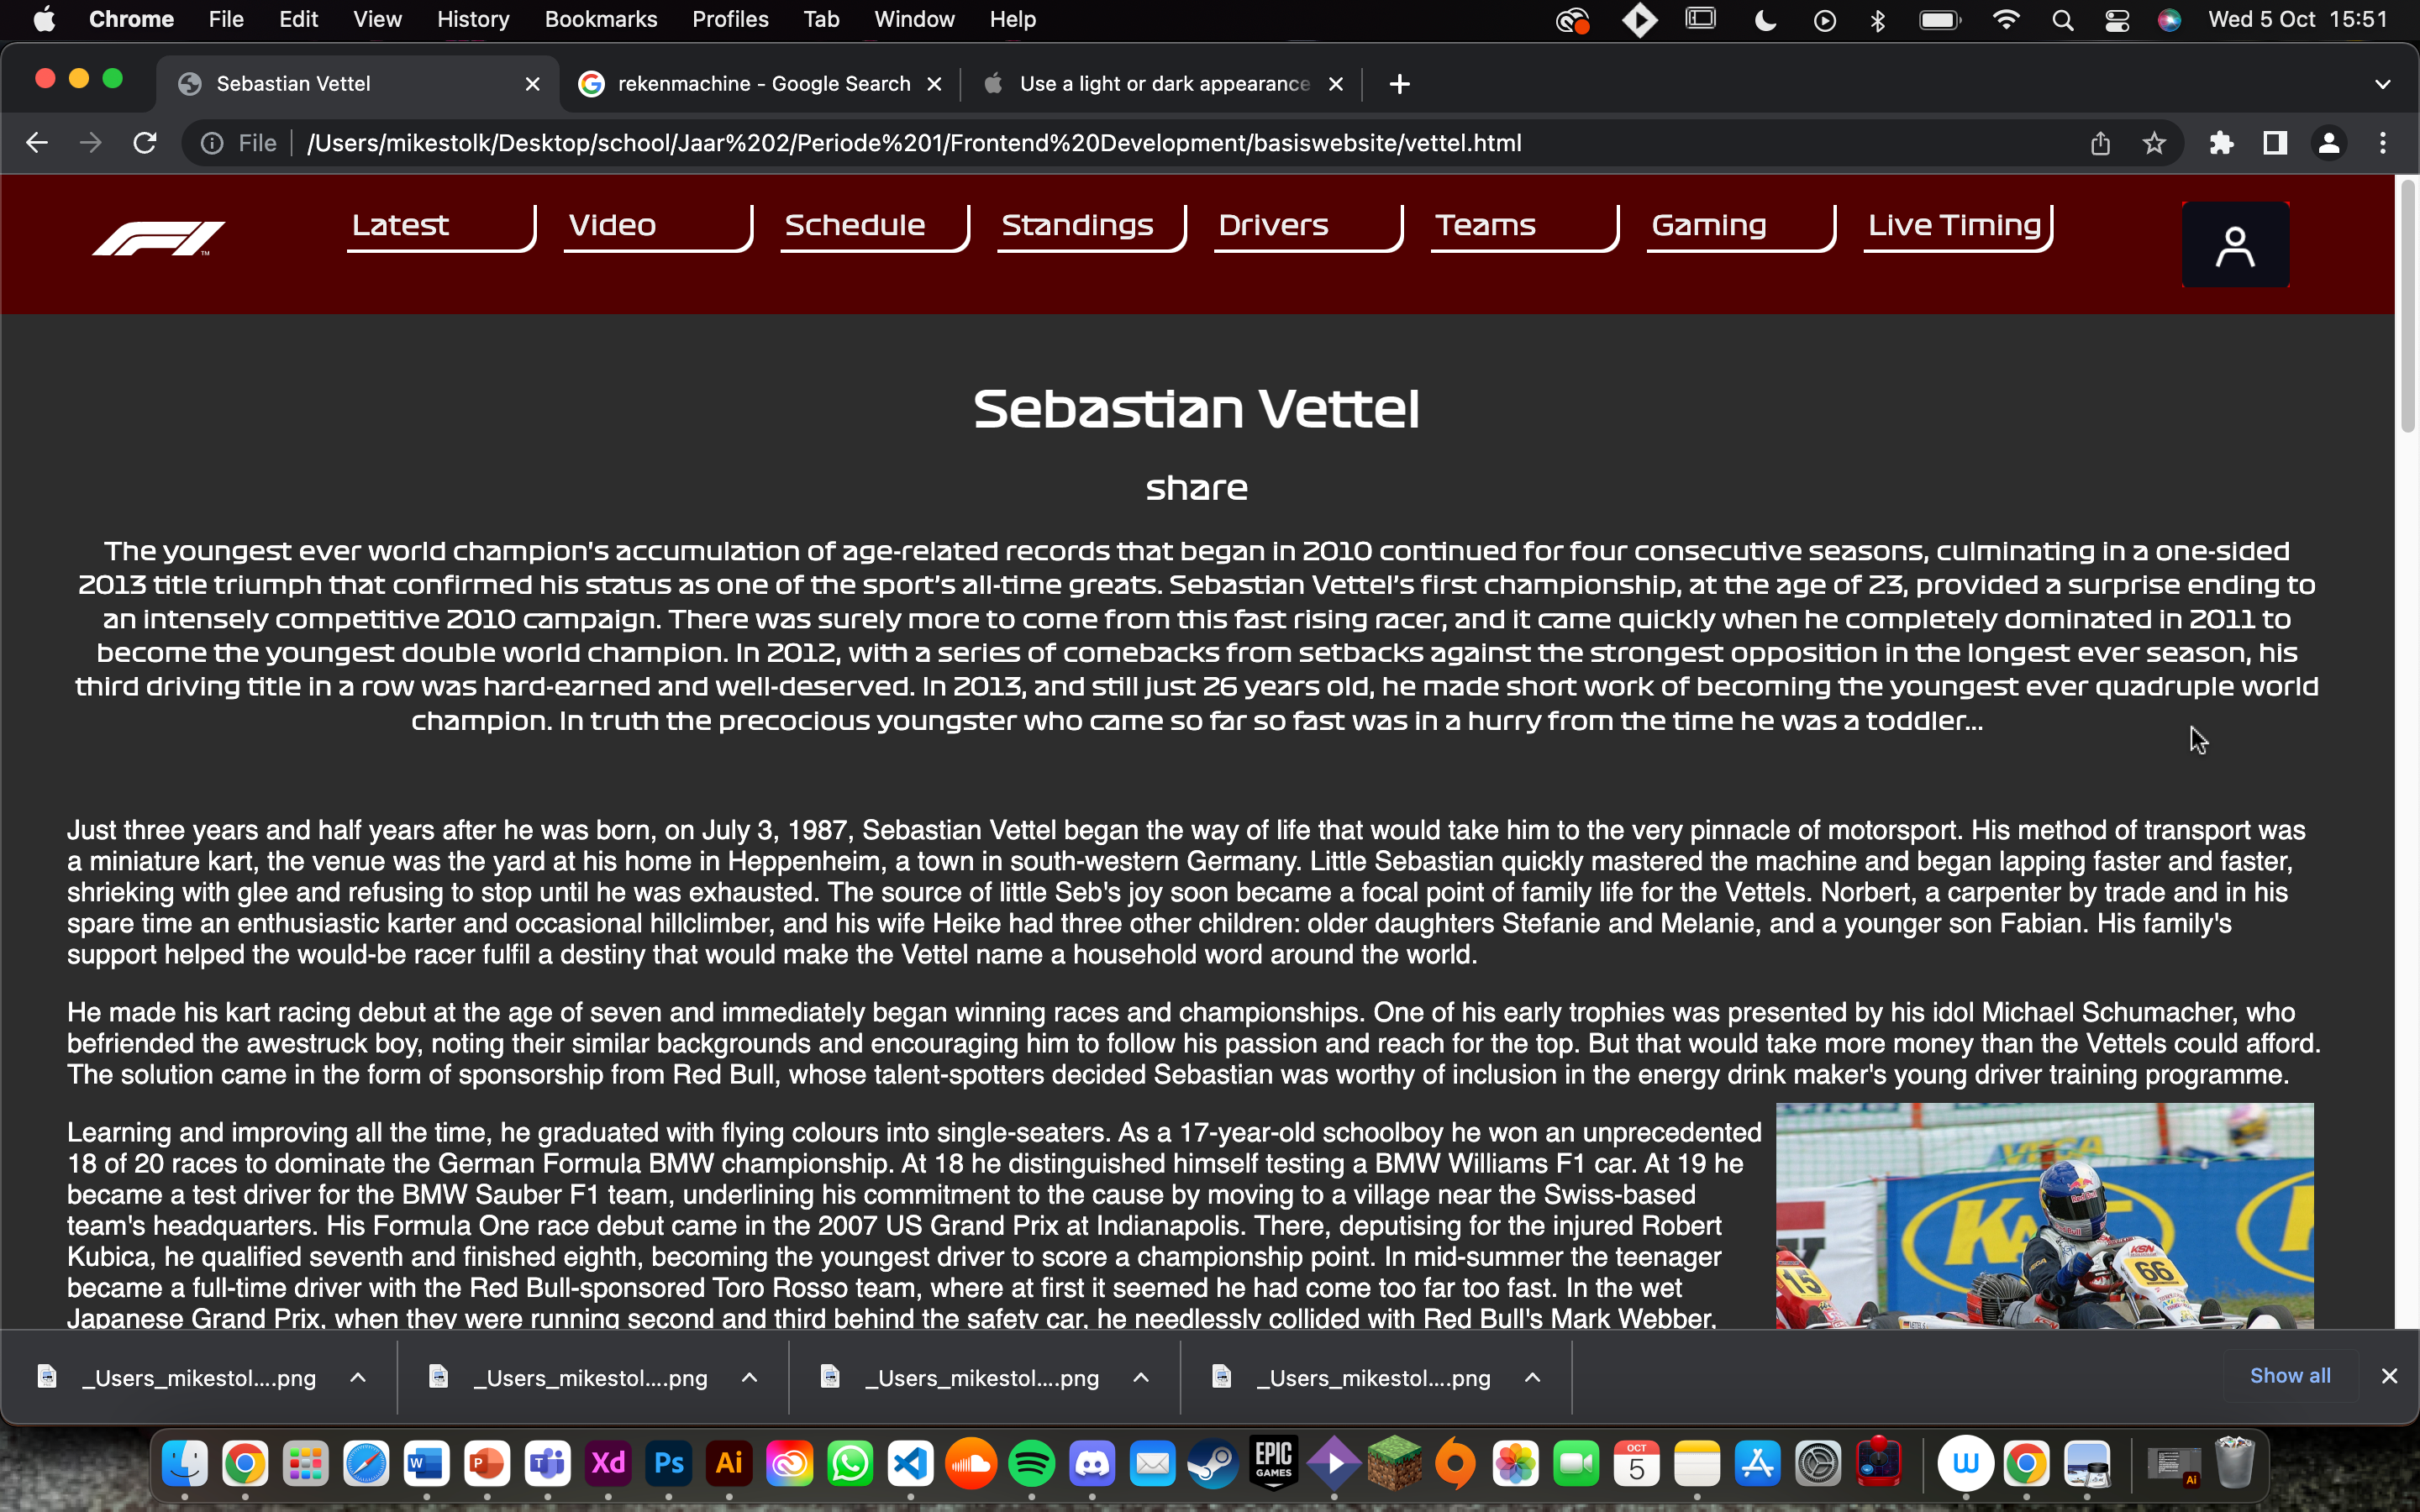 Chrome File Edit View History Bookmarks Profiles Tab Window Help Wed 5 Oct 15:51
Sebastian Vettel rekenmachine - Google Search Use a light or dark appearance
File /Users/mikestolk/Desktop/school/Jaar%202/Periode%201/Frontend%20Development/basiswebsite/vettel.html
F1 TM Latest Video Schedule Standings Drivers Teams Gaming Live Timing
Sebastian Vettel
share
The youngest ever world champion's accumulation of age-related records that began in 2010 continued for four consecutive seasons, culminating in a one-sided
2013 title triumph that confirmed his status as one of the sport's all-time greats. Sebastian Vettel's first championship, at the age of 23, provided a surprise ending to
an intensely competitive 2010 campaign. There was surely more to come from this fast rising racer, and it came quickly when he completely dominated in 2011 to
become the youngest double world champion. In 2012, with a series of comebacks from setbacks against the strongest opposition in the longest ever season, his
third driving title in a row was hard-earned and well-deserved. In 2013, and still just 26 years old, he made short work of becoming the youngest ever quadruple world
champion. In truth the precocious youngster who came so far so fast was in a hurry from the time he was a toddler...
Just three years and half years after he was born, on July 3, 1987, Sebastian Vettel began the way of life that would take him to the very pinnacle of motorsport. His method of transport was
a miniature kart, the venue was the yard at his home in Heppenheim, a town in south-western Germany. Little Sebastian quickly mastered the machine and began lapping faster and faster,
shrieking with glee and refusing to stop until he was exhausted. The source of little Seb's joy soon became a focal point of family life for the Vettels. Norbert, a carpenter by trade and in his
spare time an enthusiastic karter and occasional hillclimber, and his wife Heike had three other children: older daughters Stefanie and Melanie, and a younger son Fabian. His family's
support helped the would-be racer fulfil a destiny that would make the Vettel name a household word around the world.
He made his kart racing debut at the age of seven and immediately began winning races and championships. One of his early trophies was presented by his idol Michael Schumacher, who
befriended the awestruck boy, noting their similar backgrounds and encouraging him to follow his passion and reach for the top. But that would take more money than the Vettels could afford.
The solution came in the form of sponsorship from Red Bull, whose talent-spotters decided Sebastian was worthy of inclusion in the energy drink maker's young driver training programme.
Learning and improving all the time, he graduated with flying colours into single-seaters. As a 17-year-old schoolboy he won an unprecedented
18 of 20 races to dominate the German Formula BMW championship. At 18 he distinguished himself testing a BMW Williams F1 car. At 19 he
became a test driver for the BMW Sauber F1 team, underlining his commitment to the cause by moving to a village near the Swiss-based
team's headquarters. His Formula One race debut came in the 2007 US Grand Prix at Indianapolis. There, deputising for the injured Robert
Kubica, he qualified seventh and finished eighth, becoming the youngest driver to score a championship point. In mid-summer the teenager
became a full-time driver with the Red Bull-sponsored Toro Rosso team, where at first it seemed he had come too far too fast. In the wet
Japanese Grand Prix, when they were running second and third behind the safety car, he needlessly collided with Red Bull's Mark Webber,
VEGA
RedBull
KSN
66
15
_Users_mikestol....png _Users_mikestol....png _Users_mikestol....png _Users_mikestol....png Show all
W P T Xd Ps Ai EPIC GAMES OCT 5 W Ai